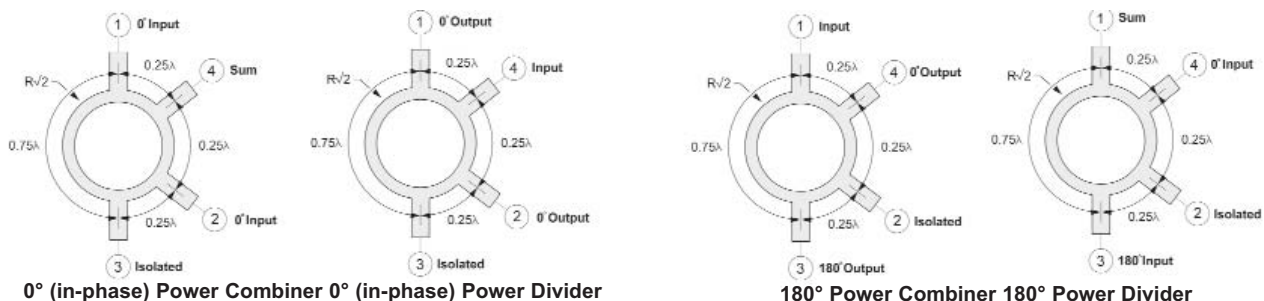 1 0°Input
0.25λ
4 Sum
R√2
0.75λ
0.25λ
2 0°Input
0.25λ
3 Isolated
1 0°Output
0.25λ
4 Input
R√2
0.75λ
0.25λ
2 0°Output
0.25λ
3 Isolated
0° (in-phase) Power Combiner 0° (in-phase) Power Divider
1 Input
0.25λ
4 0°Output
R√2
0.75λ
0.25λ
2 Isolated
0.25λ
3 180°Output
1 Sum
0.25λ
4 0°Input
R√2
0.75λ
0.25λ
2 Isolated
0.25λ
3 180°Input
180° Power Combiner 180° Power Divider